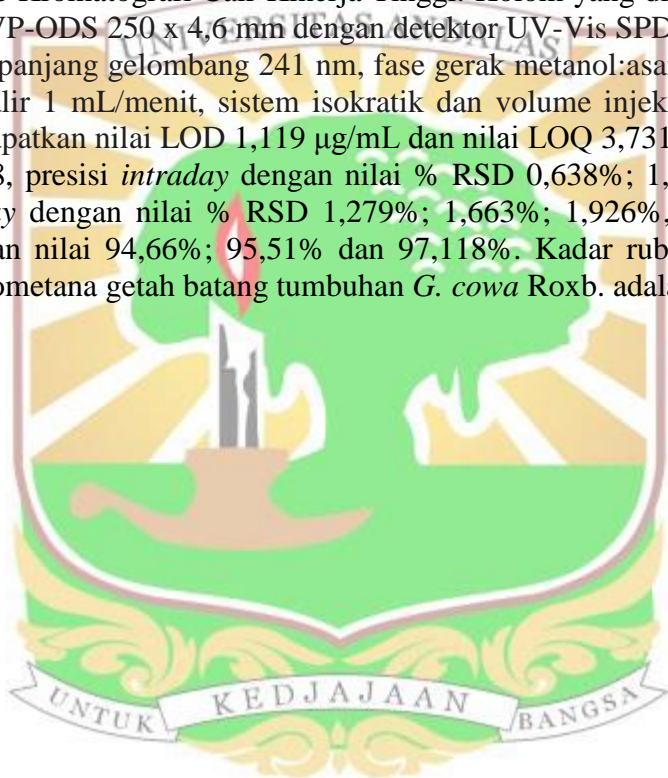 Kromatografi Cair Kinerja Tinggi. Kolom yang di
VP-ODS 250 x 4,6 mm dengan detektor UV-Vis SPD
UNIVERSITAS ANDALAS
panjang gelombang 241 nm, fase gerak metanol:asa
lir 1 mL/menit, sistem isokratik dan volume injek
patkan nilai LOD 1,119 μg/mL dan nilai LOQ 3,731
8, presisi intraday dengan nilai % RSD 0,638%; 1,
y dengan nilai % RSD 1,279%; 1,663%; 1,926%,
an nilai 94,66%; 95,51% dan 97,118%. Kadar rub
ometana getah batang tumbuhan G. cowa Roxb. adala
UNTUK KEDJAJAAN BANGSA